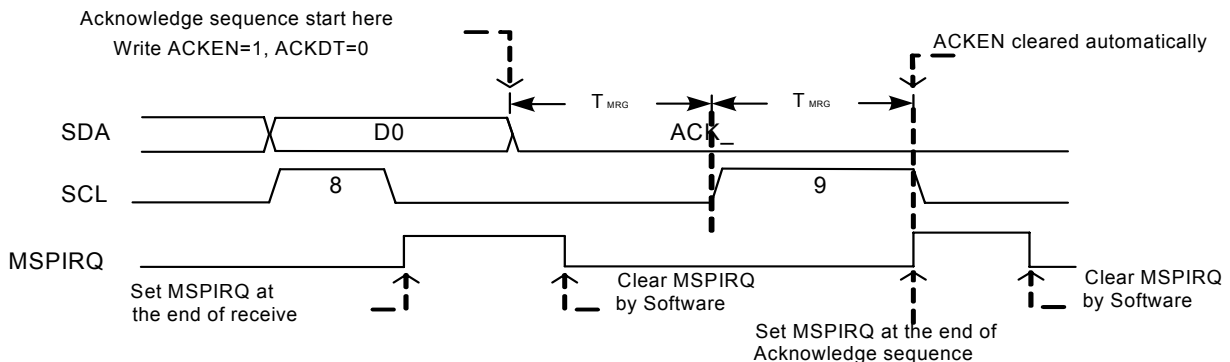 Acknowledge sequence start here
Write ACKEN=1, ACKDT=0
ACKEN cleared automatically
T MRG
T MRG
SDA
D0
ACK_
SCL
8
9
MSPIRQ
Set MSPIRQ at
the end of receive
Clear MSPIRQ
by Software
Set MSPIRQ at the end of
Acknowledge sequence
Clear MSPIRQ
by Software